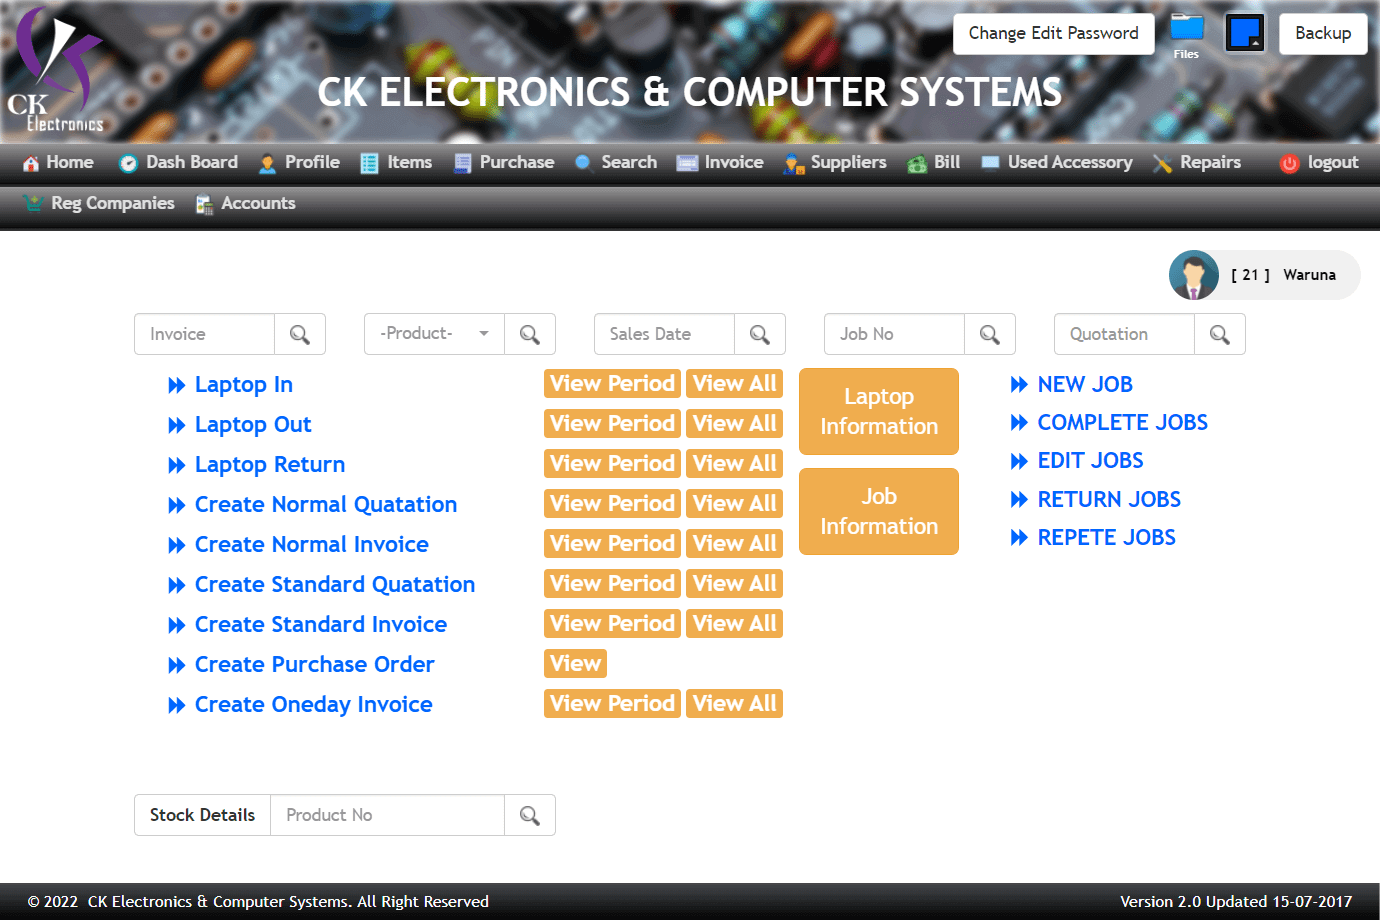 CK
Electronics
Change Edit Password
Files
Backup
CK ELECTRONICS & COMPUTER SYSTEMS
Home Dash Board Profile Items Purchase Search Invoice Suppliers Bill Used Accessory Repairs logout
Reg Companies Accounts
[ 21 ] Waruna
Invoice -Product- Sales Date Job No Quotation
Laptop In View Period View All
Laptop Out View Period View All
Laptop Return View Period View All
Create Normal Quatation View Period View All
Create Normal Invoice View Period View All
Create Standard Quatation View Period View All
Create Standard Invoice View Period View All
Create Purchase Order View
Create Oneday Invoice View Period View All
Laptop
Information
Job
Information
NEW JOB
COMPLETE JOBS
EDIT JOBS
RETURN JOBS
REPETE JOBS
Stock Details Product No
© 2022 CK Electronics & Computer Systems. All Right Reserved Version 2.0 Updated 15-07-2017